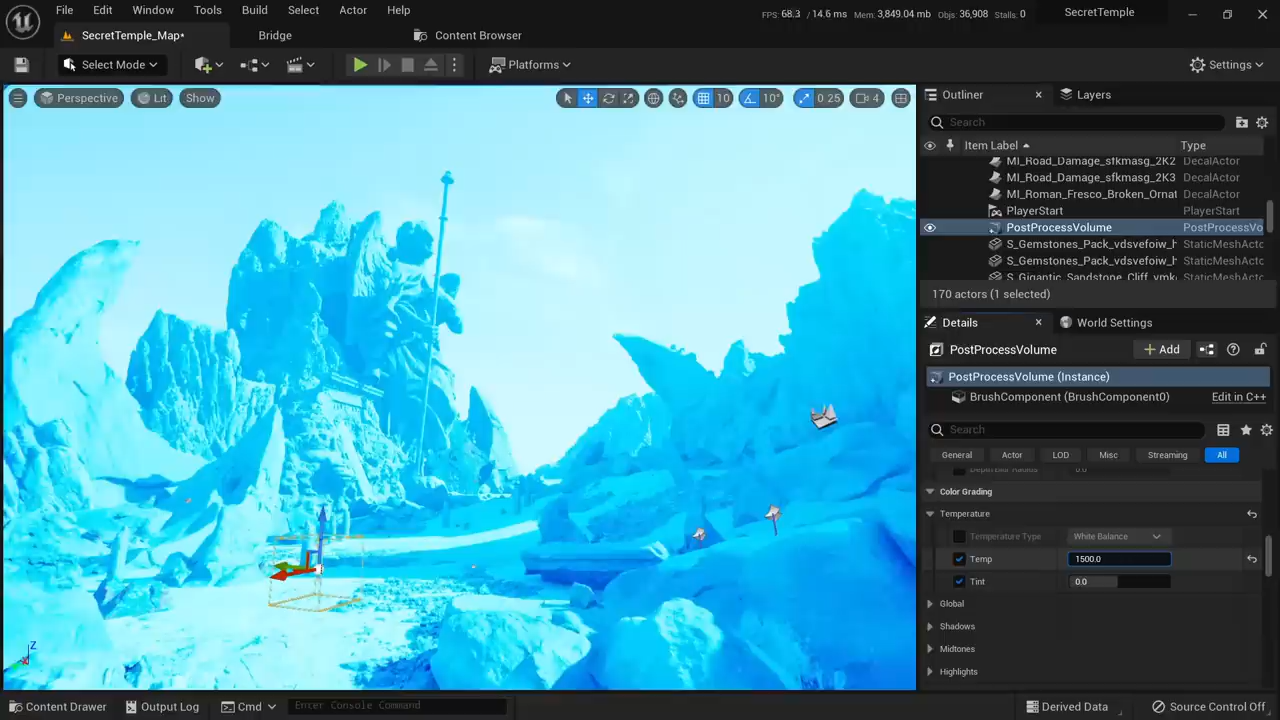 File Edit Window Tools Build Select Actor Help
FPS: 68.3 / 14.6 ms Mem: 3,849.04 mb Objs: 36,908 Stalls: 0
SecretTemple
SecretTemple_Map*
Bridge
Content Browser
Select Mode
Platforms
Settings
Perspective
Lit
Show
10
10°
0.25
4
Outliner
Layers
Search
Item Label
Type
MI_Road_Damage_sfkmasg_2K2 DecalActor
MI_Road_Damage_sfkmasg_2K3 DecalActor
MI_Roman_Fresco_Broken_Ornat DecalActor
PlayerStart PlayerStart
PostProcessVolume PostProcessVo
S_Gemstones_Pack_vdsvefoiw_h StaticMeshActc
S_Gemstones_Pack_vdsvefoiw_h StaticMeshActc
170 actors (1 selected)
Details
World Settings
PostProcessVolume
Add
PostProcessVolume (Instance)
BrushComponent (BrushComponent0) Edit in C++
Search
General Actor LOD Misc Streaming All
Color Grading
Temperature
Temperature Type White Balance
Temp 1500.0
Tint 0.0
Global
Shadows
Midtones
Highlights
Z
X
Content Drawer
Output Log
Cmd
Enter Console Command
Derived Data
Source Control Off